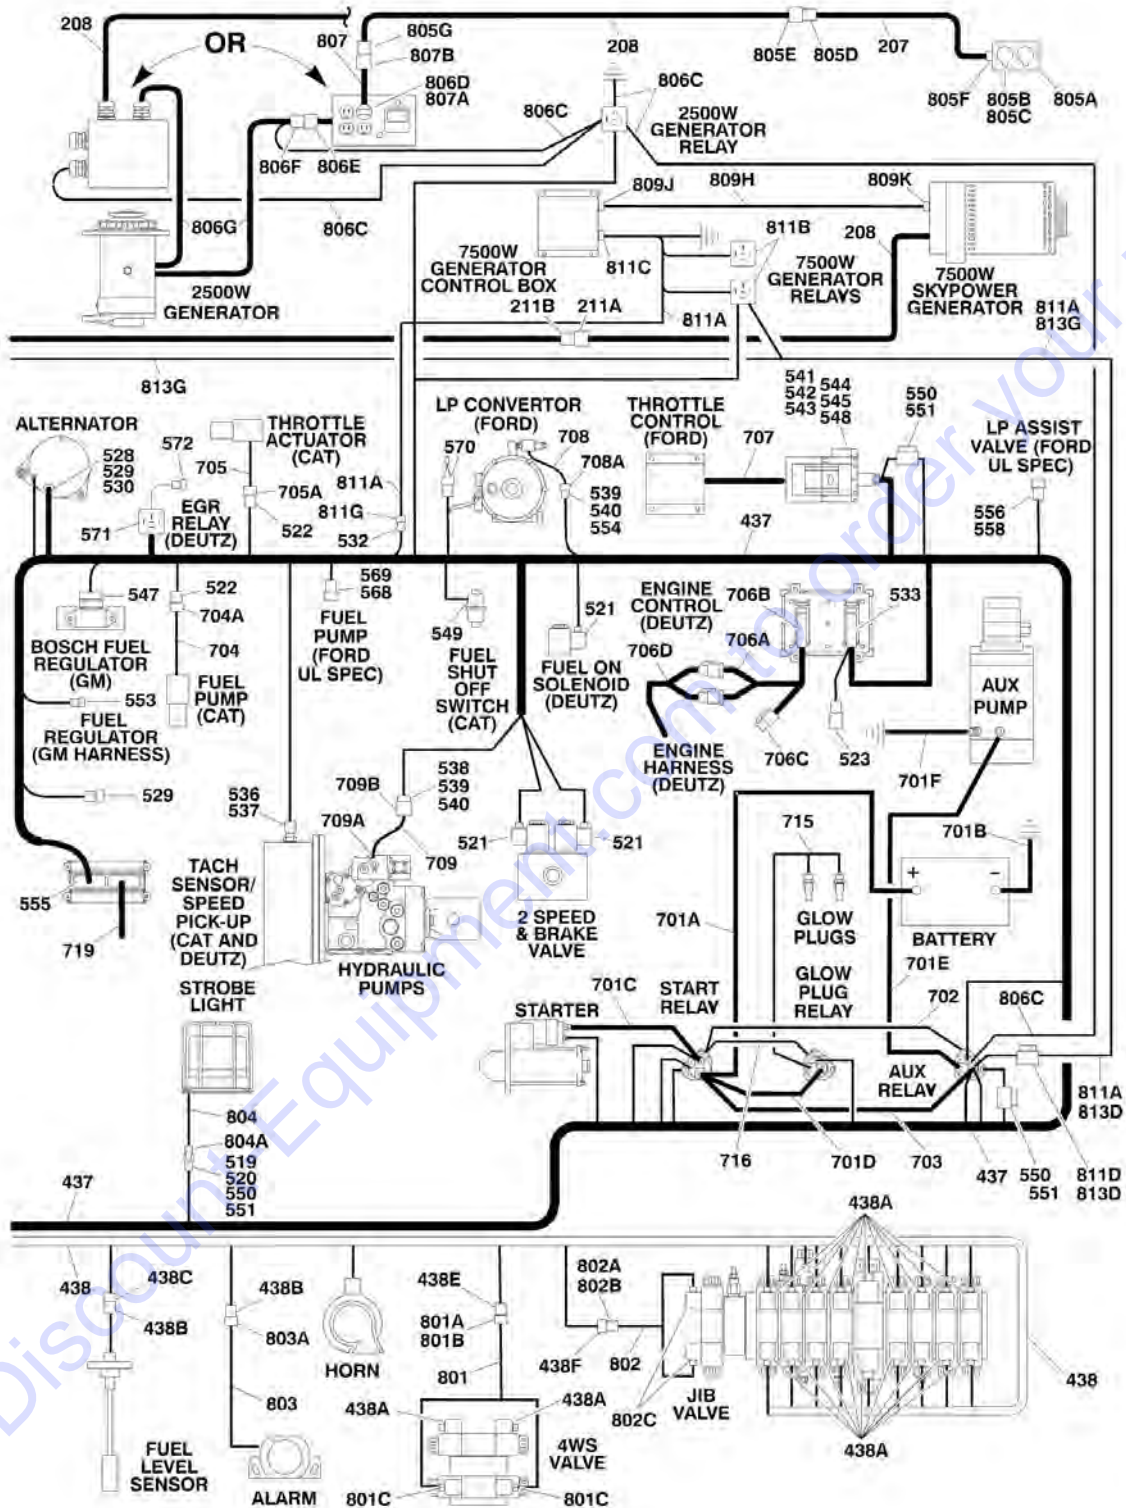 208
OR
807
805G
807B
806D
807A
208
805E
805D
207
805F
805B
805C
805A
806C
806C
2500W
GENERATOR
RELAY
806F
806E
806G
806C
2500W
GENERATOR
809J
809H
809K
811B
208
7500W
GENERATOR
CONTROL BOX
811C
7500W
GENERATOR
RELAYS
7500W
SKYPOWER
GENERATOR
211B
211A
811A
811A
813G
813G
ALTERNATOR
528
529
530
572
THROTTLE
ACTUATOR
(CAT)
705
705A
522
EGR
RELAY
(DEUTZ)
571
811A
811G
532
LP CONVERTOR
(FORD)
570
708
708A
539
540
554
THROTTLE
CONTROL
(FORD)
707
541
542
543
544
545
548
550
551
LP ASSIST
VALVE (FORD
UL SPEC)
556
558
437
547
BOSCH FUEL
REGULATOR
(GM)
522
704A
704
FUEL
PUMP
(CAT)
553
FUEL
REGULATOR
(GM HARNESS)
529
569
568
FUEL
PUMP
(FORD
UL SPEC)
549
FUEL
SHUT
OFF
SWITCH
(CAT)
521
FUEL ON
SOLENOID
(DEUTZ)
ENGINE
CONTROL
(DEUTZ)
706B
706A
706D
533
706C
523
ENGINE
HARNESS
(DEUTZ)
AUX
PUMP
701F
536
537
709B
538
539
540
709A
709
521
521
2 SPEED
& BRAKE
VALVE
555
719
TACH
SENSOR/
SPEED
PICK-UP
(CAT AND
DEUTZ)
HYDRAULIC
PUMPS
701A
715
GLOW
PLUGS
701B
+
-
BATTERY
701E
STROBE
LIGHT
STARTER
701C
START
RELAY
GLOW
PLUG
RELAY
702
806C
AUX
RELAY
811A
813D
804
804A
519
520
550
551
716
701D
703
437
550
551
811D
813D
437
438
438C
438B
FUEL
LEVEL
SENSOR
438B
803A
803
ALARM
HORN
438E
801A
801B
801
438A
438A
4WS
VALVE
801C
801C
802A
802B
438F
802
802C
JIB
VALVE
438A
438A
438
Discount-Equipment.com to order your